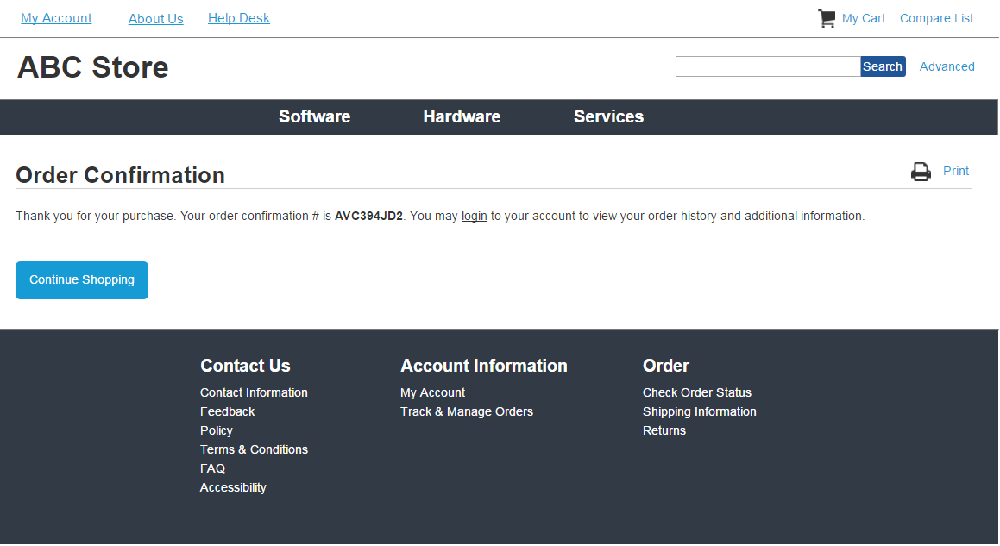 My Account About Us Help Desk My Cart Compare List
ABC Store Search Advanced
Software Hardware Services
Order Confirmation Print
Thank you for your purchase. Your order confirmation # is AVC394JD2. You may login to your account to view your order history and additional information.
Continue Shopping
Contact Us Account Information Order
Contact Information My Account Check Order Status
Feedback Track & Manage Orders Shipping Information
Policy Returns
Terms & Conditions
FAQ
Accessibility